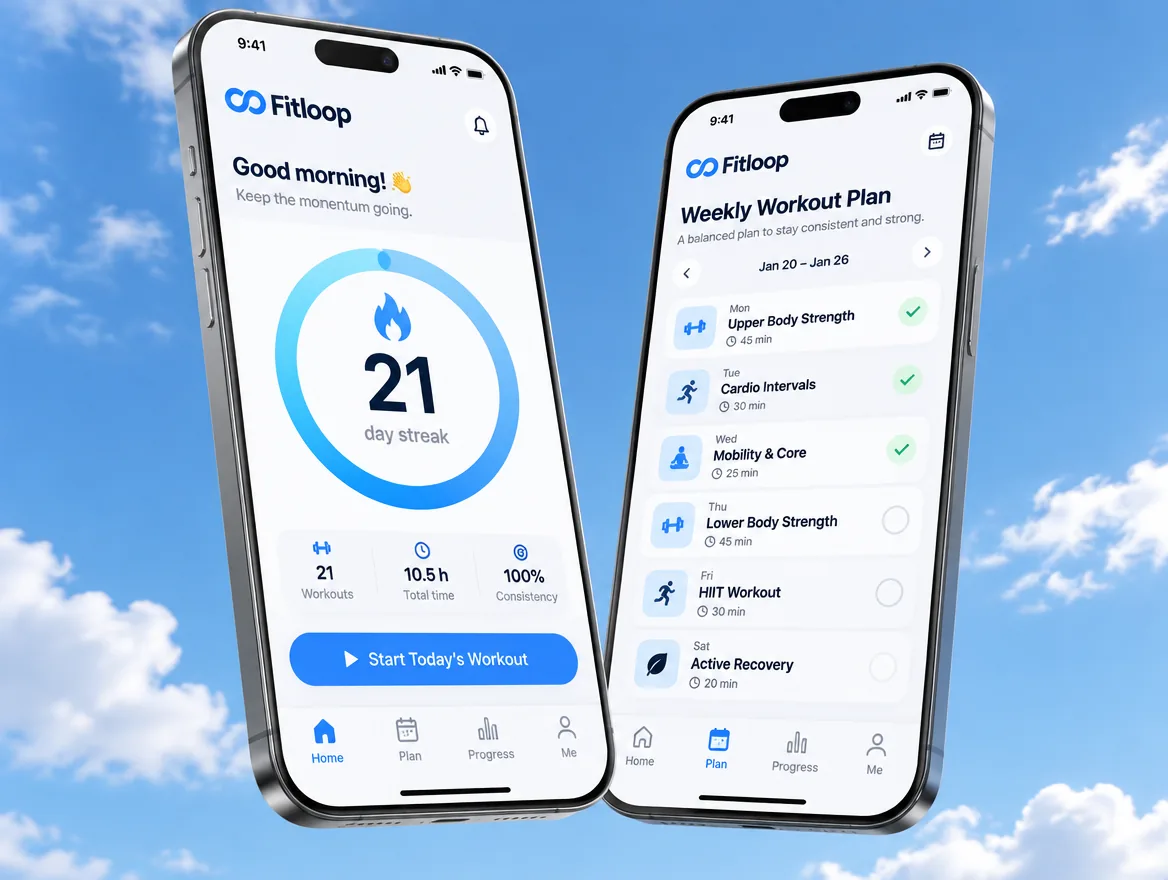 9:41
Fitloop
Good morning! 👋
Keep the momentum going.
21
day streak
21
Workouts
10.5 h
Total time
100%
Consistency
Start Today's Workout
Home
Plan
Progress
Me
9:41
Fitloop
Weekly Workout Plan
A balanced plan to stay consistent and strong.
Jan 20 – Jan 26
Mon
Upper Body Strength
45 min
Tue
Cardio Intervals
30 min
Wed
Mobility & Core
25 min
Thu
Lower Body Strength
45 min
Fri
HIIT Workout
30 min
Sat
Active Recovery
20 min
Home
Plan
Progress
Me